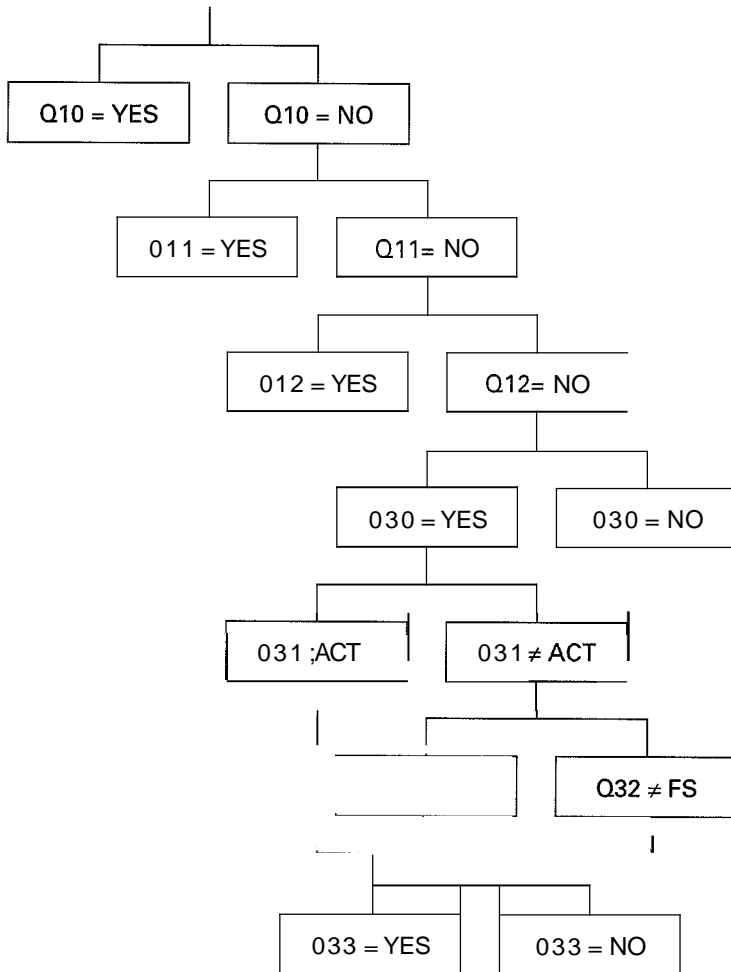 Q10 = YES
Q10 = NO
011 = YES
Q11= NO
012 = YES
Q12= NO
030 = YES
030 = NO
031 ;ACT
031 ≠ ACT
Q32 ≠ FS
033 = YES
033 = NO